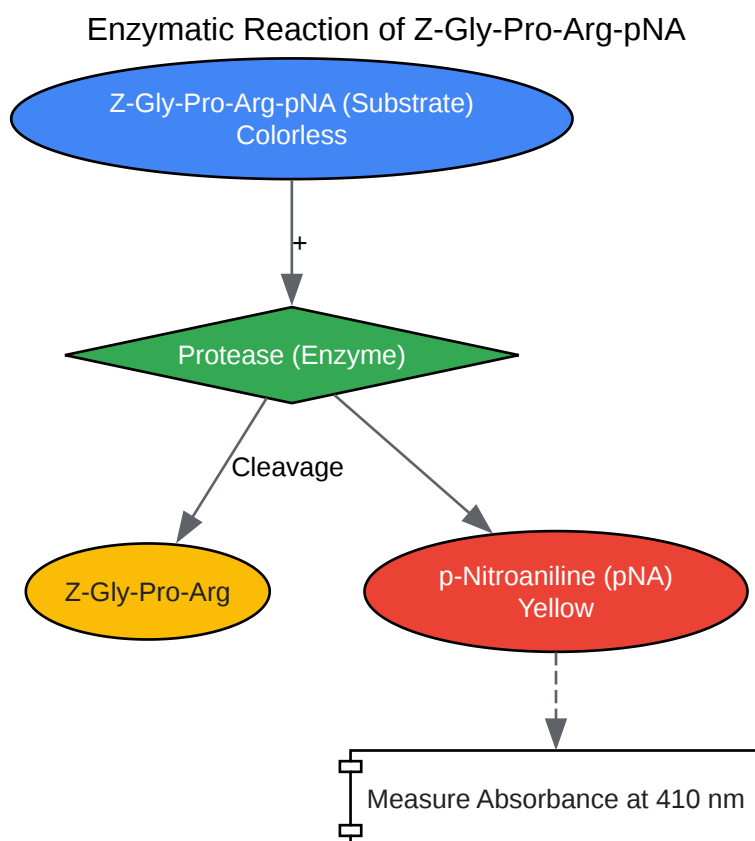 Enzymatic Reaction of Z-Gly-Pro-Arg-pNA
Z-Gly-Pro-Arg-pNA (Substrate)
Colorless
+
Protease (Enzyme)
Cleavage
Z-Gly-Pro-Arg
p-Nitroaniline (pNA)
Yellow
Measure Absorbance at 410 nm